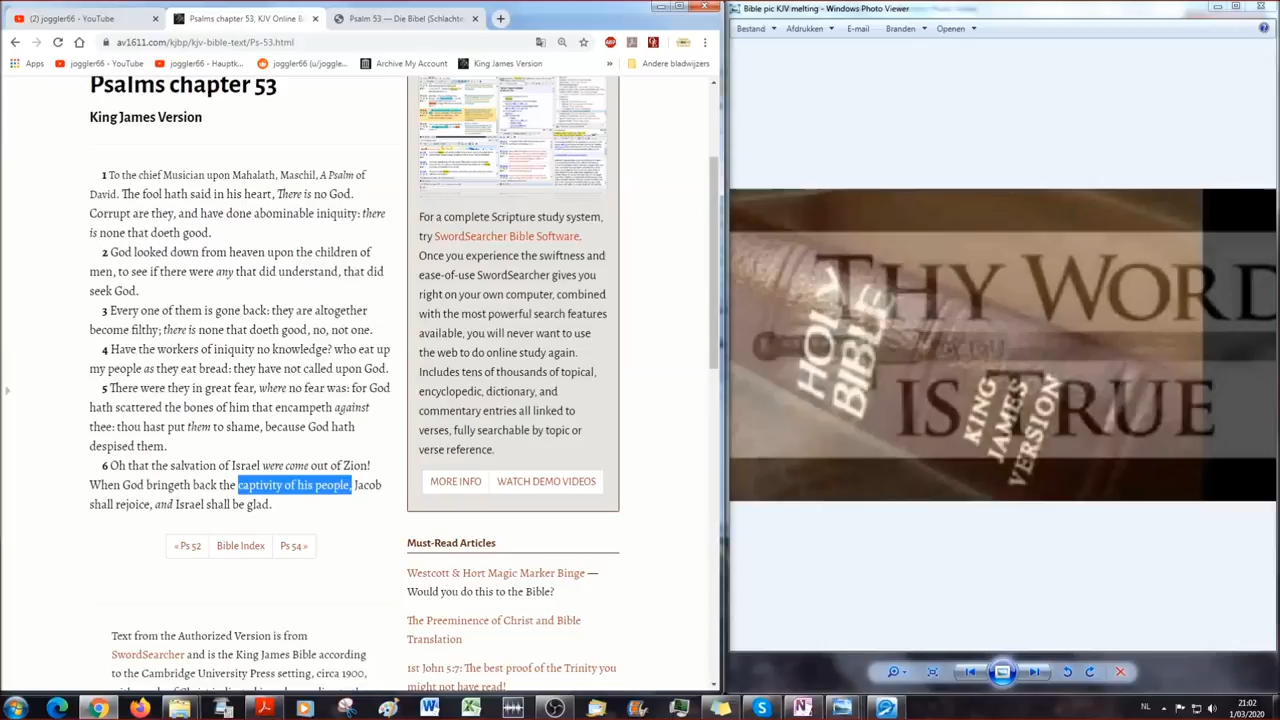 (2) joggler66 - YouTube
Psalms chapter 53, KJV Online B
Psalm 53 — Die Bibel (Schlachte
av1611.com/kjbp/kjv-bible-text/Ps-53.html
Apps
joggler66 - YouTube
joggler66 - Hauptk...
joggler66 (u/joggle...
Archive My Account
King James Version
»
Andere bladwijzers
Psalms chapter 53
King James Version
1 To the chief Musician upon
Psalm of
David. The fool hath said in his heart, There is no God.
Corrupt are they, and have done abominable iniquity: there
is none that doeth good.
2 God looked down from heaven upon the children of
men, to see if there were any that did understand, that did
seek God.
3 Every one of them is gone back: they are altogether
become filthy; there is none that doeth good, no, not one.
4 Have the workers of iniquity no knowledge? who eat up
my people as they eat bread: they have not called upon God.
5 There were they in great fear, where no fear was: for God
hath scattered the bones of him that encampeth against
thee: thou hast put them to shame, because God hath
despised them.
6 Oh that the salvation of Israel were come out of Zion!
When God bringeth back the captivity of his people, Jacob
shall rejoice, and Israel shall be glad.
« Ps 52
Bible Index
Ps 54 »
Text from the Authorized Version is from
SwordSearcher and is the King James Bible according
to the Cambridge University Press setting, circa 1900,
For a complete Scripture study system,
try SwordSearcher Bible Software.
Once you experience the swiftness and
ease-of-use SwordSearcher gives you
right on your own computer, combined
with the most powerful search features
available, you will never want to use
the web to do online study again.
Includes tens of thousands of topical,
encyclopedic, dictionary, and
commentary entries all linked to
verses, fully searchable by topic or
verse reference.
MORE INFO
WATCH DEMO VIDEOS
Must-Read Articles
Westcott & Hort Magic Marker Binge —
Would you do this to the Bible?
The Preeminence of Christ and Bible
Translation
1st John 5:7: The best proof of the Trinity you
might not have read!
Bible pic KJV melting - Windows Photo Viewer
Bestand
Afdrukken
E-mail
Branden
Openen
THY WORD
IS TRUE
HOLY
BIBLE
KING
JAMES
VERSION
NL
21:02
1/03/2020